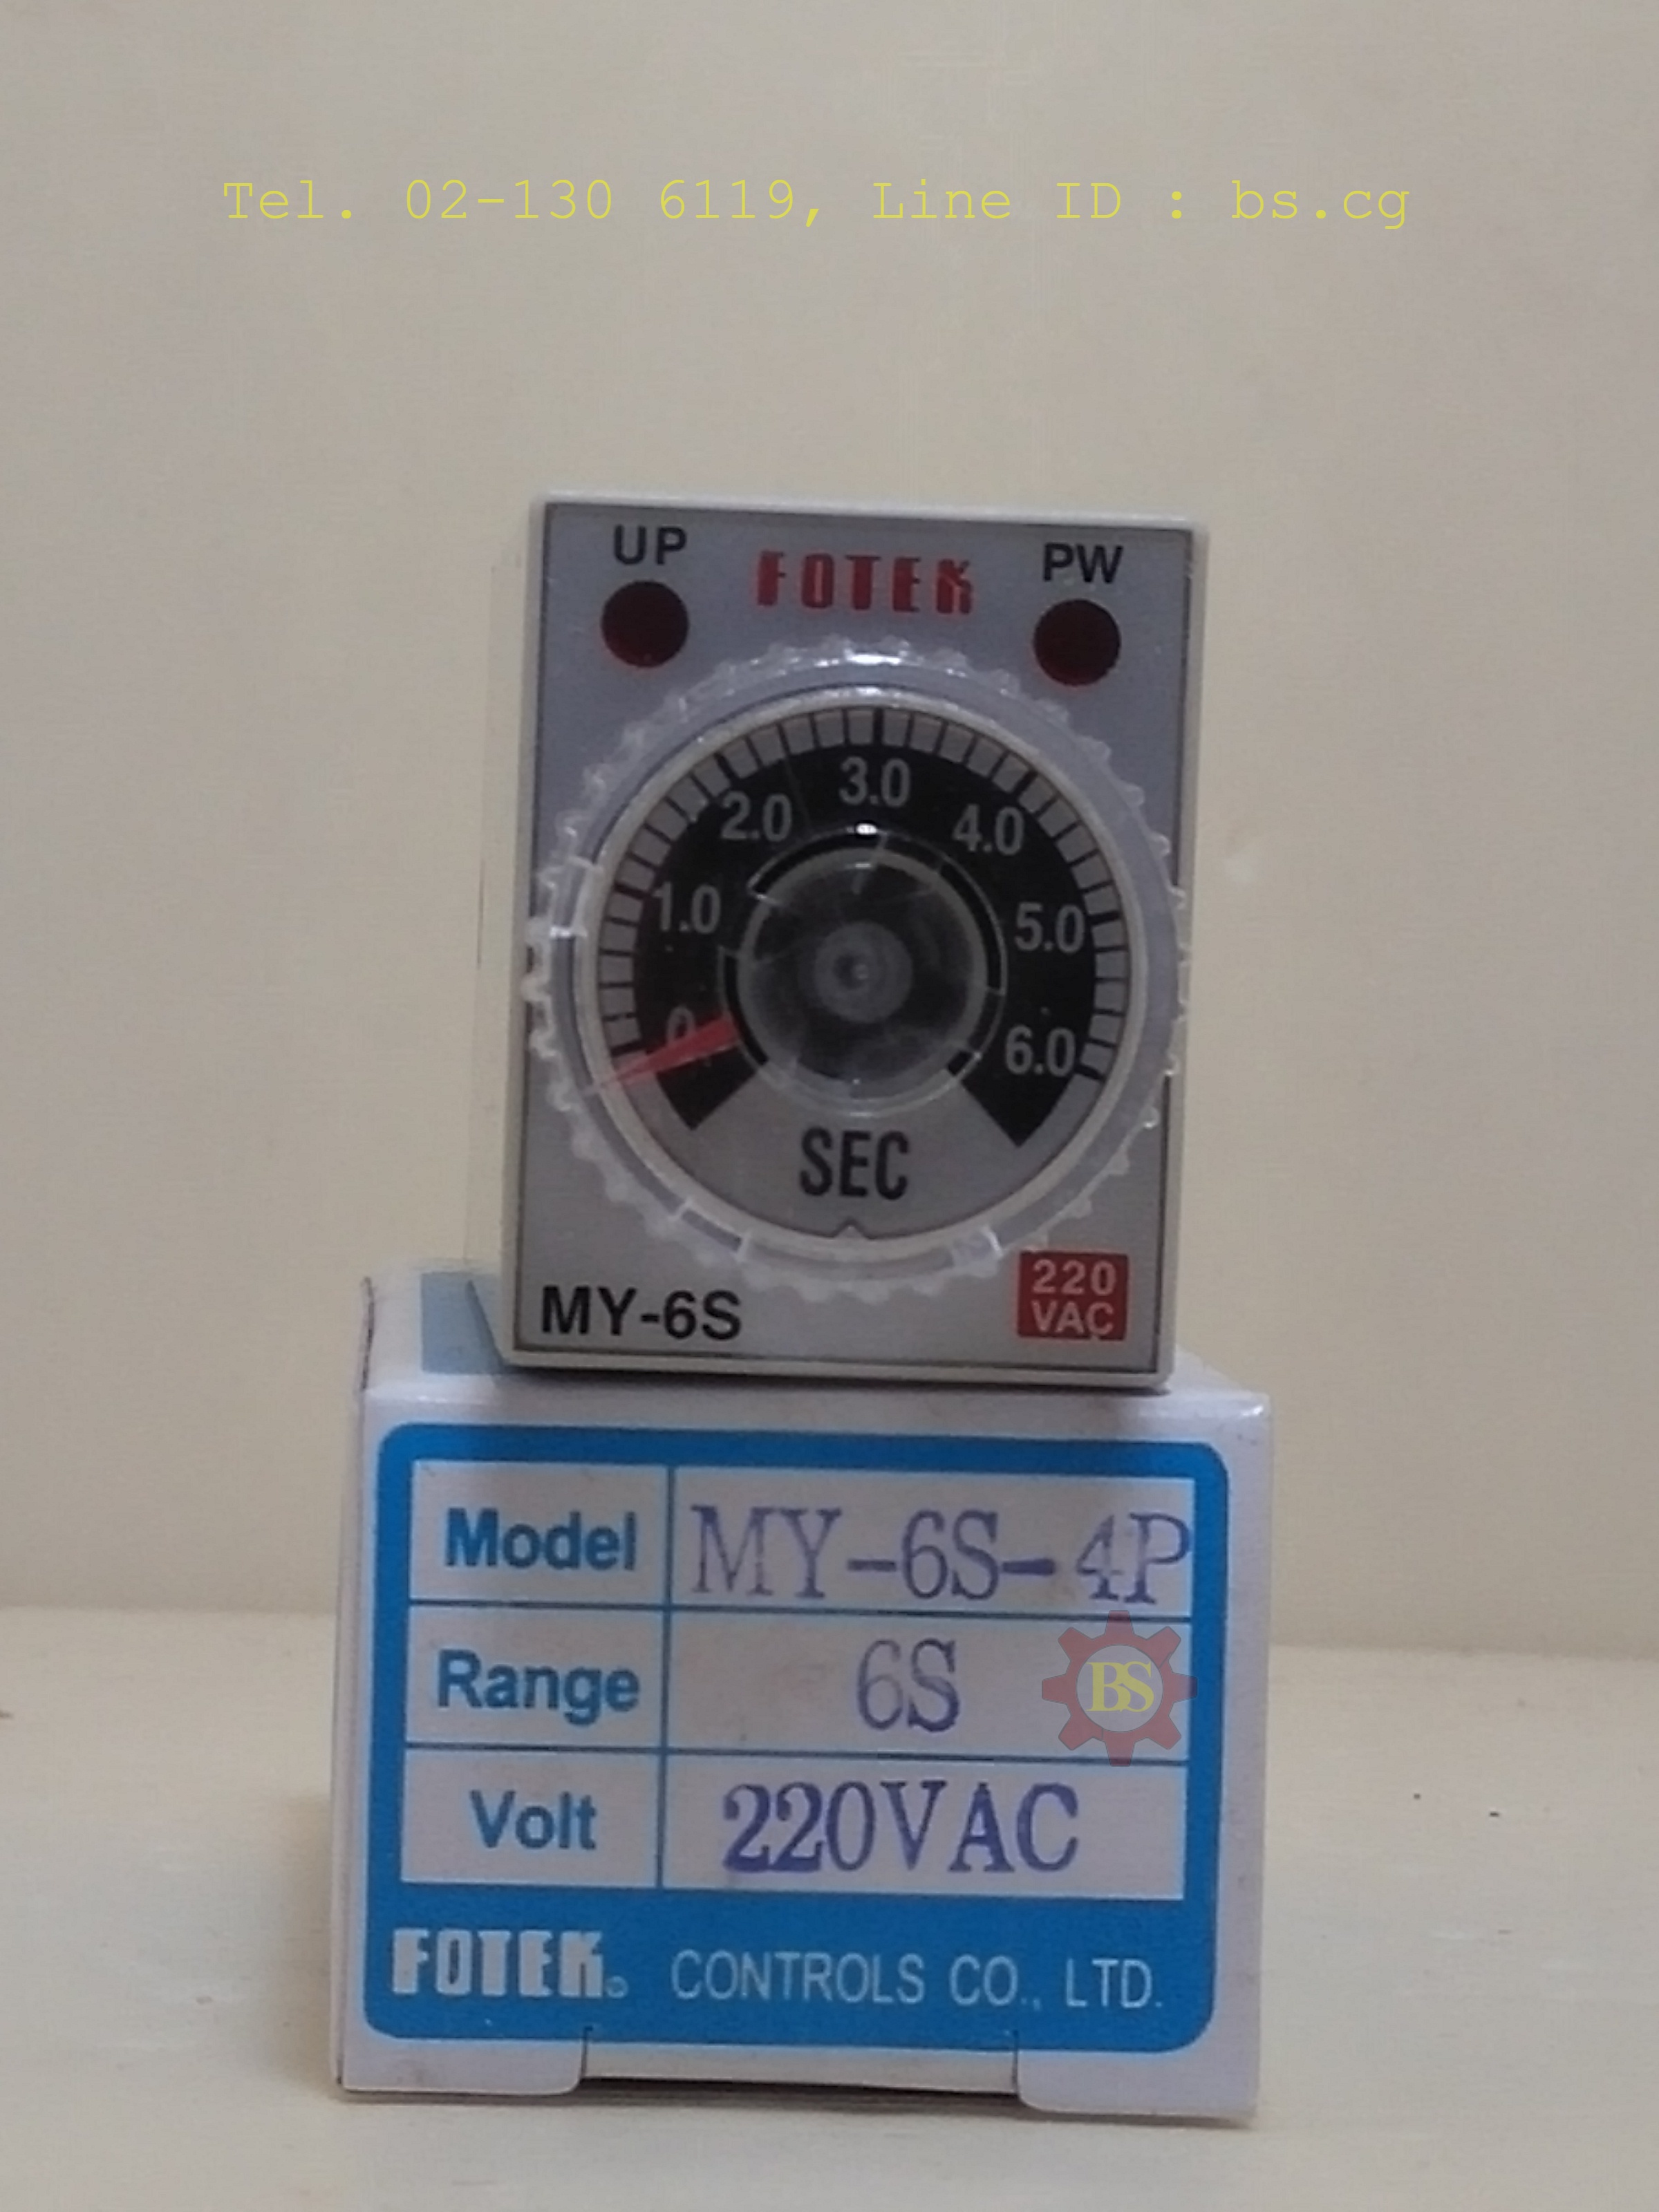 Tel. 02-130 6119, Line ID : bs.cg
UP FOTEK PW
3.0
2.0 4.0
1.0 5.0
0 6.0
SEC
MY-6S 220 VAC
Model MY-6S-4P
Range 6S
BS
Volt 220VAC
FOTEK® CONTROLS CO., LTD.